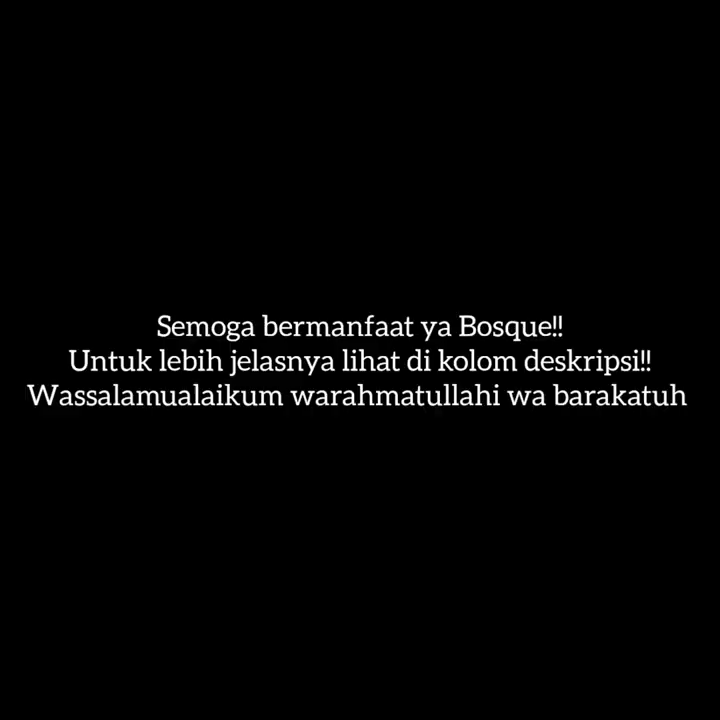 Semoga bermanfaat ya Bosque!!
Untuk lebih jelasnya lihat di kolom deskripsi!!
Wassalamualaikum warahmatullahi wa barakatuh